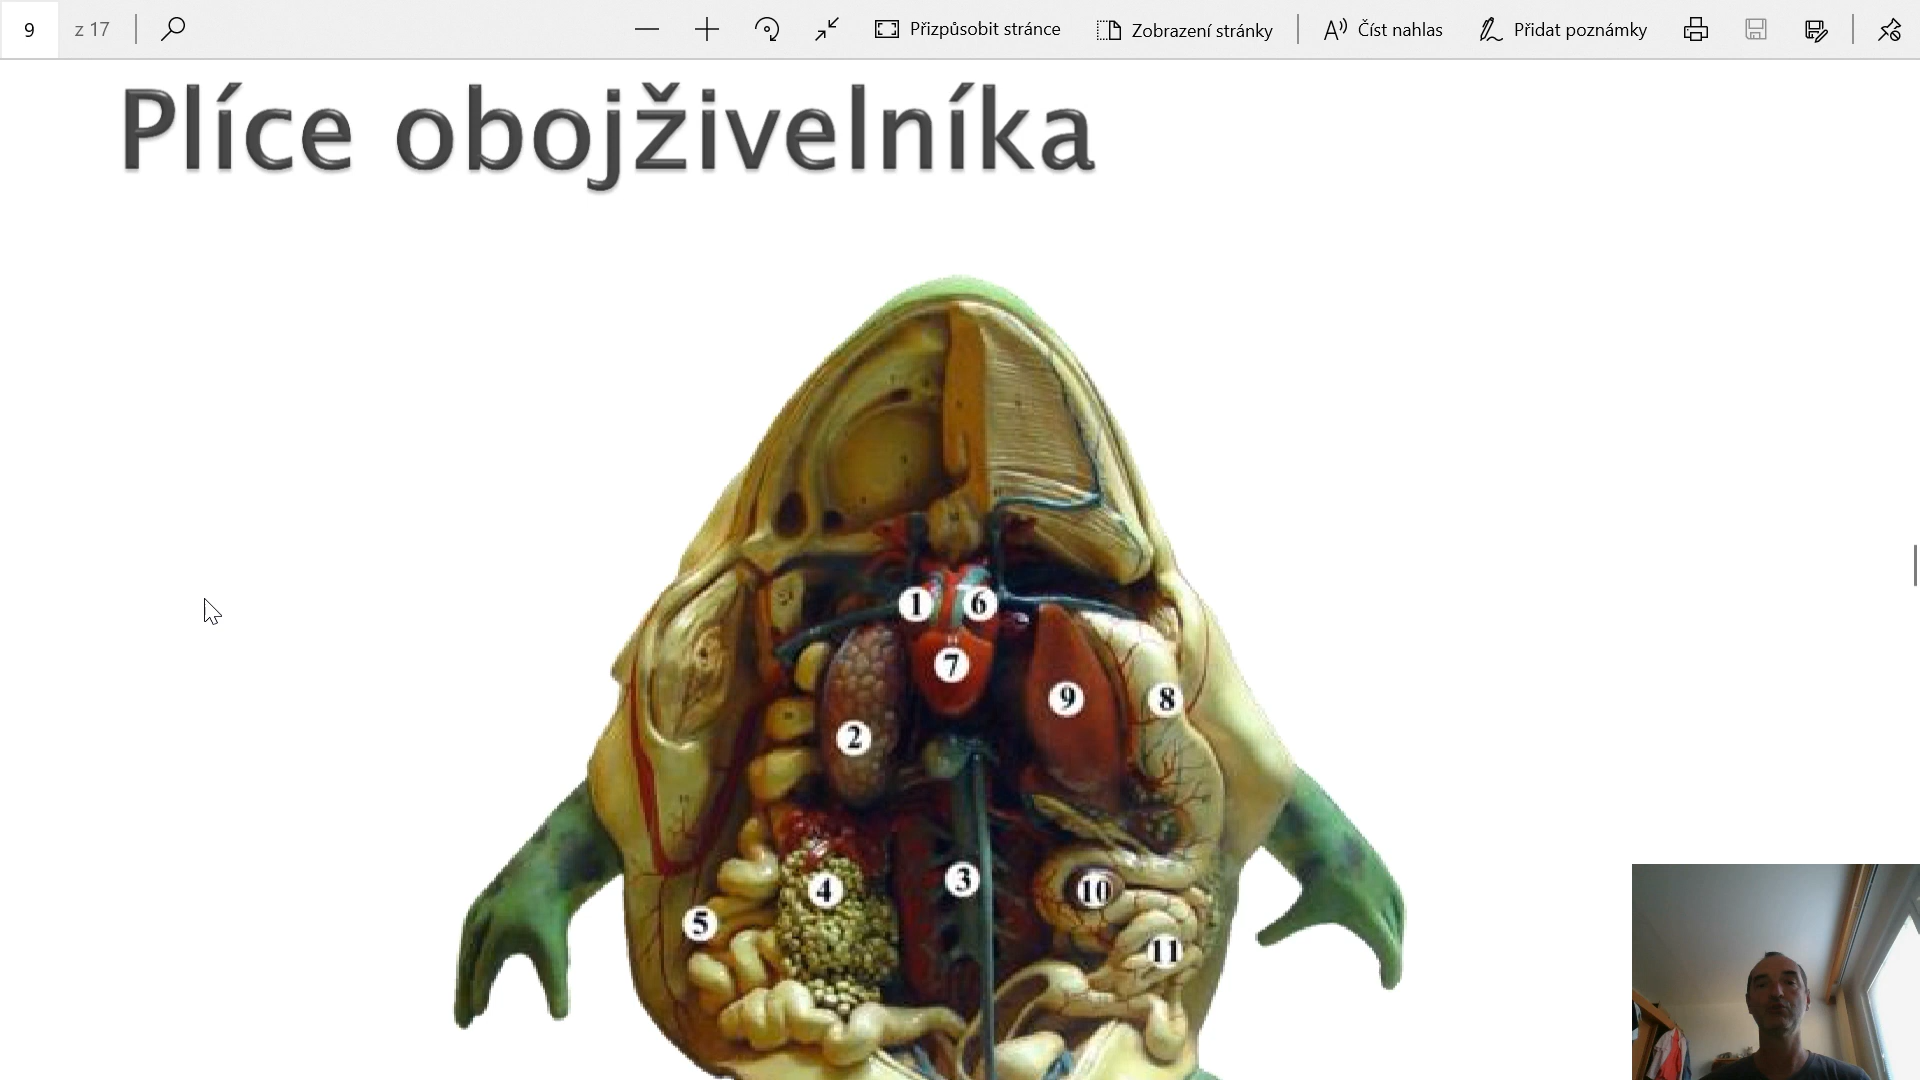 9 z 17 Přizpůsobit stránce Zobrazení stránky Číst nahlas Přidat poznámky
Plíce obojživelníka
1 6
7
9 8
2
4 3 10
5
11